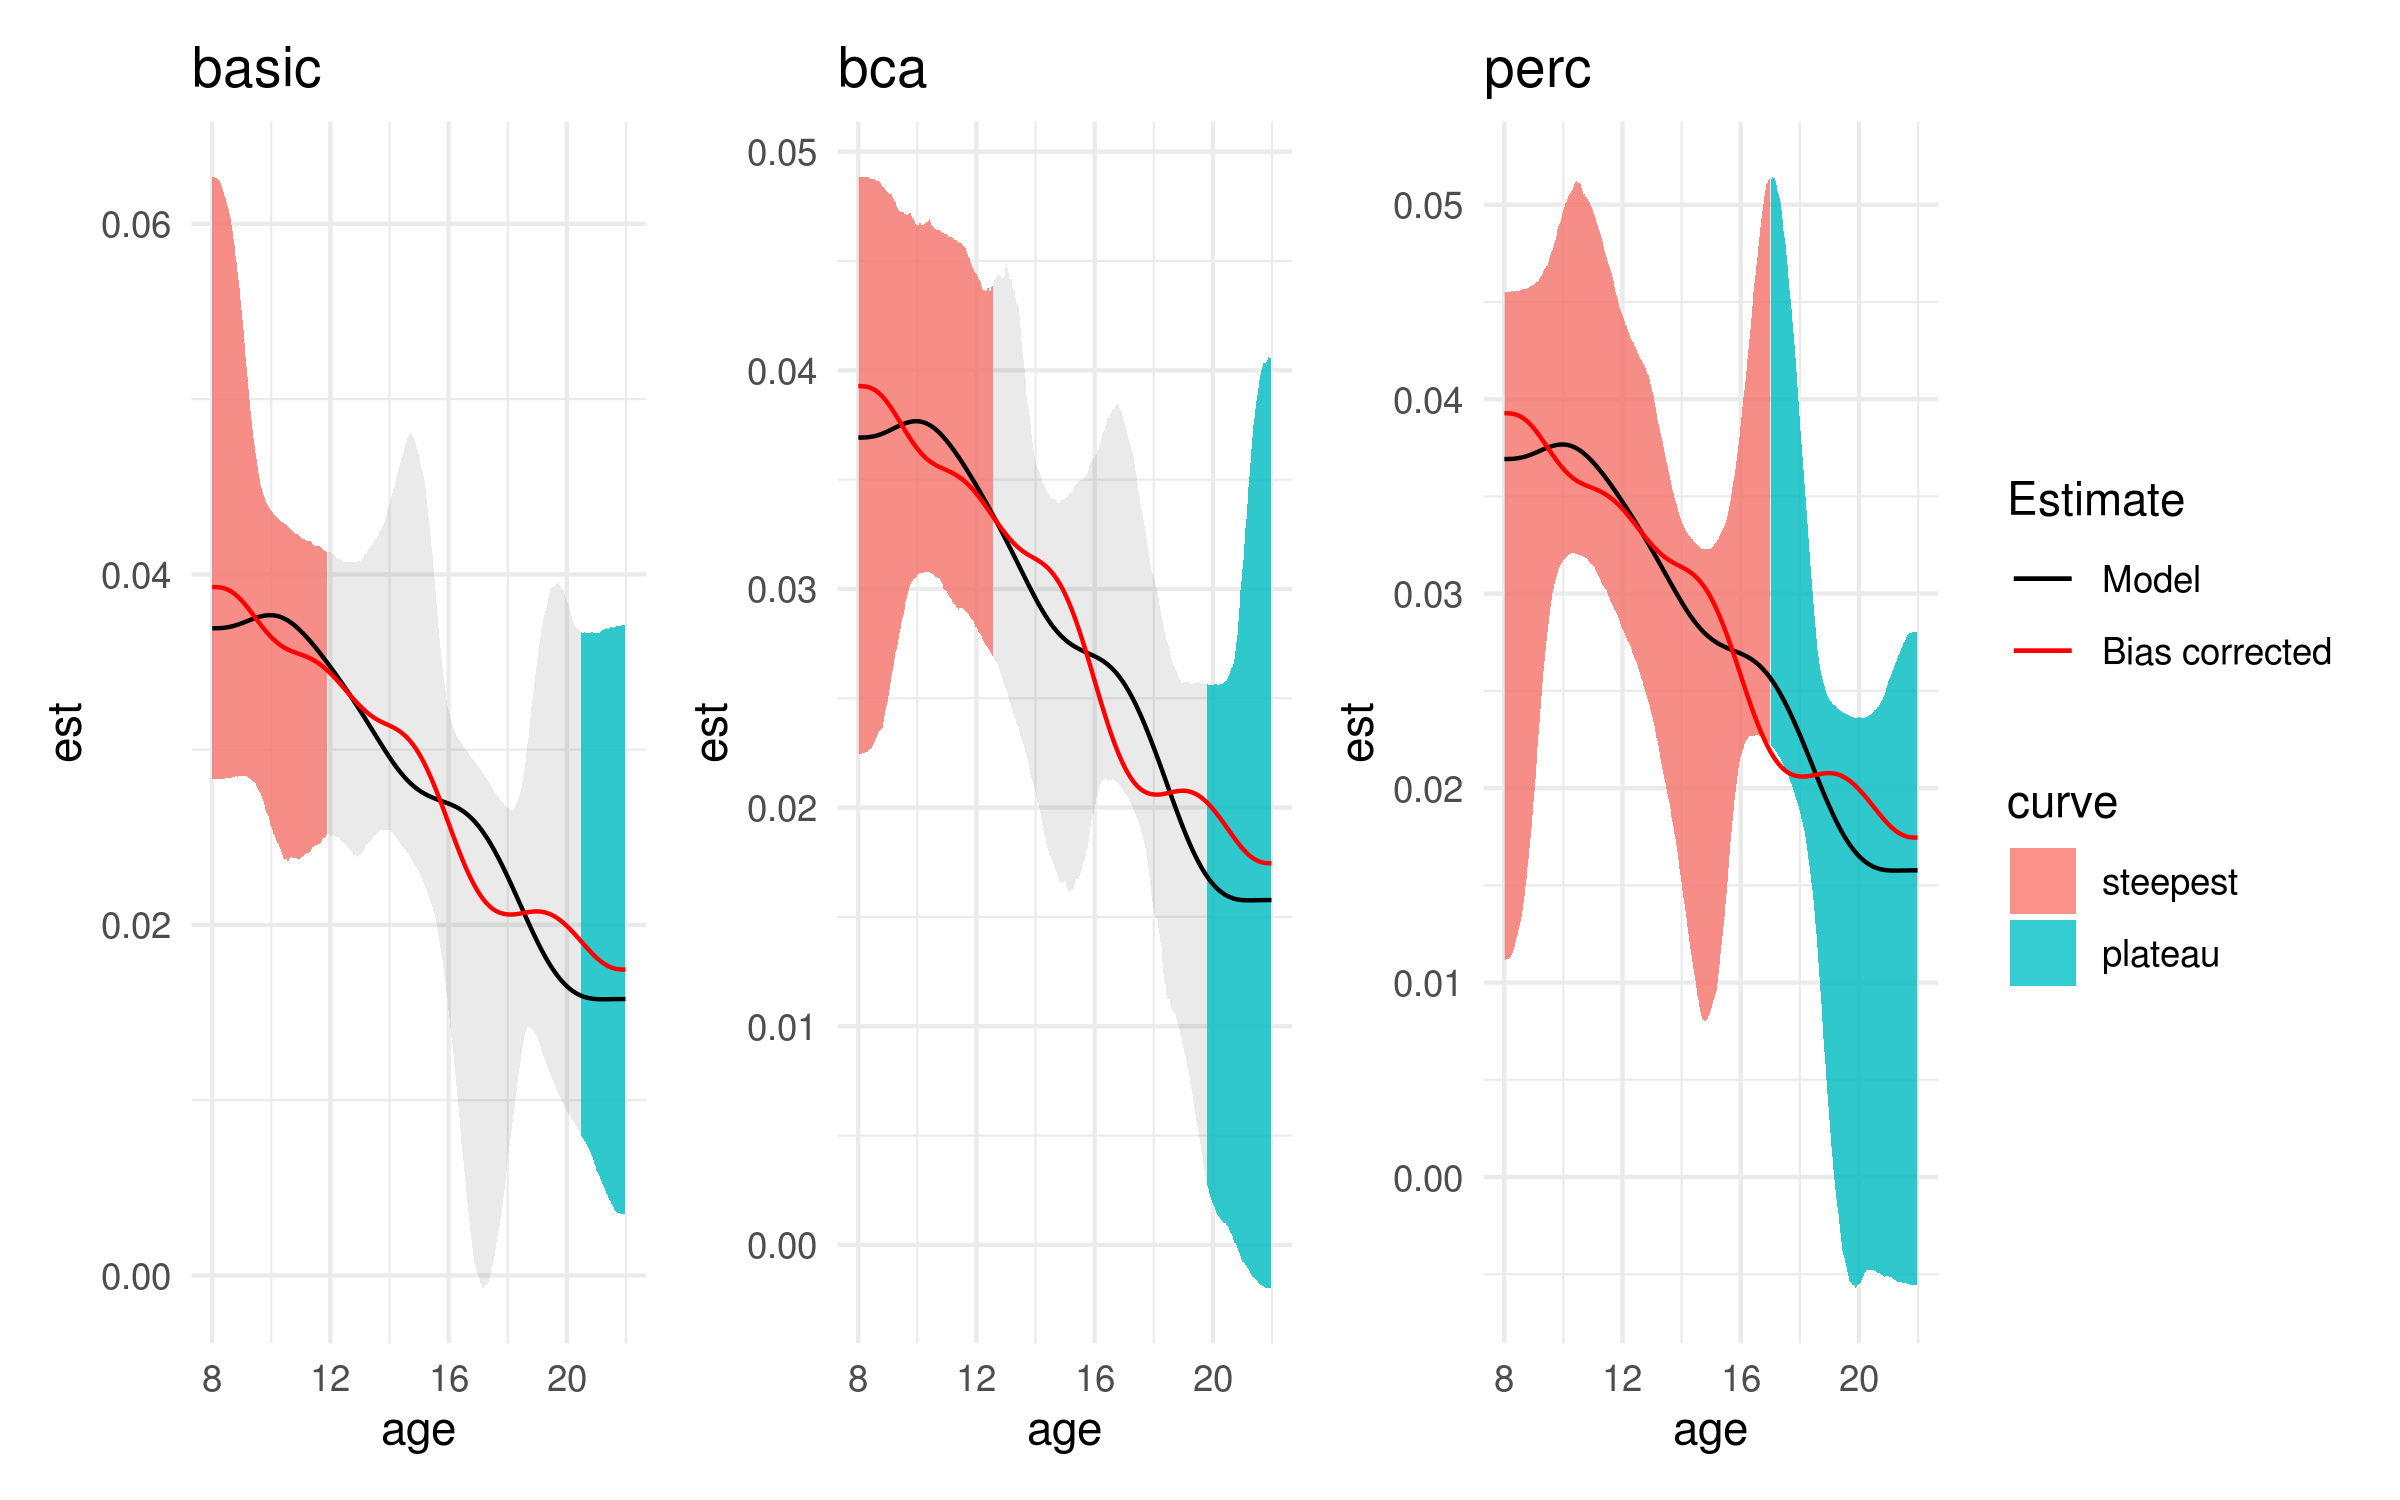 basic
bca
perc
0.06
0.04
0.02
0.00
est
8 12 16 20
age
0.05
0.04
0.03
0.02
0.01
0.00
est
8 12 16 20
age
0.05
0.04
0.03
0.02
0.01
0.00
est
8 12 16 20
age
Estimate
Model
Bias corrected
curve
steepest
plateau